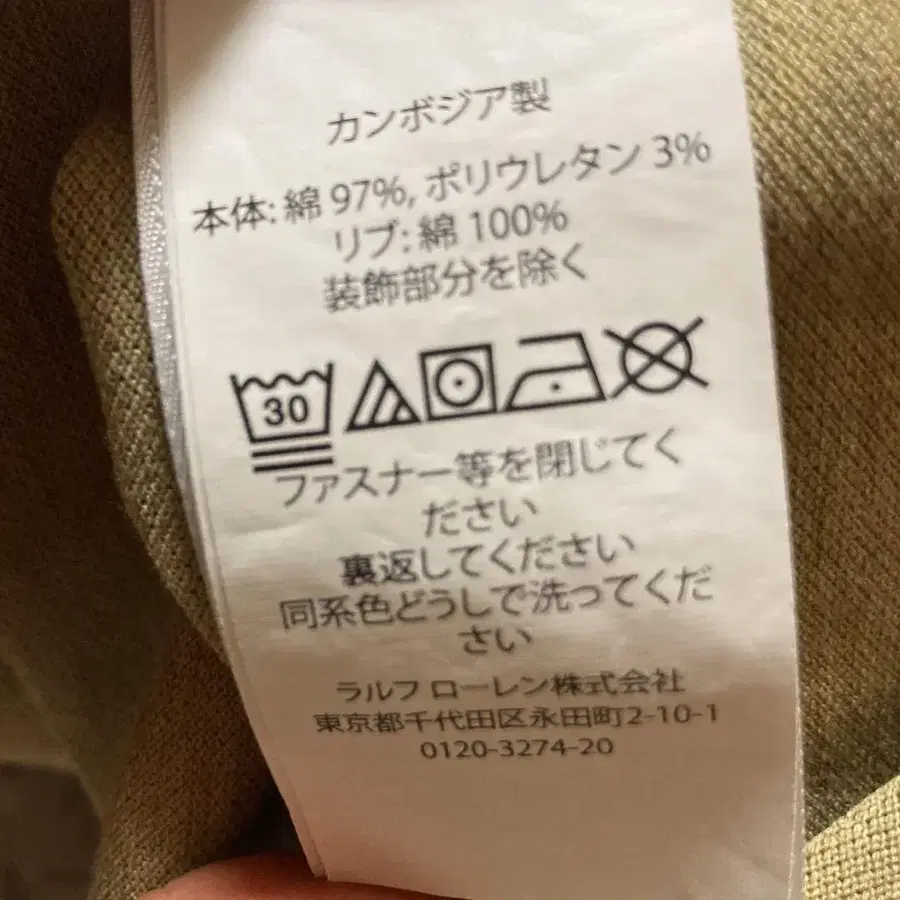 カンボジア製
本体: 綿 97%, ポリウレタン 3%
リブ: 綿 100%
装飾部分を除く
30
ファスナー等を閉じてく
ださい
裏返してください
同系色どうしで洗ってくだ
さい
ラルフ ローレン株式会社
東京都千代田区永田町2-10-1
0120-3274-20